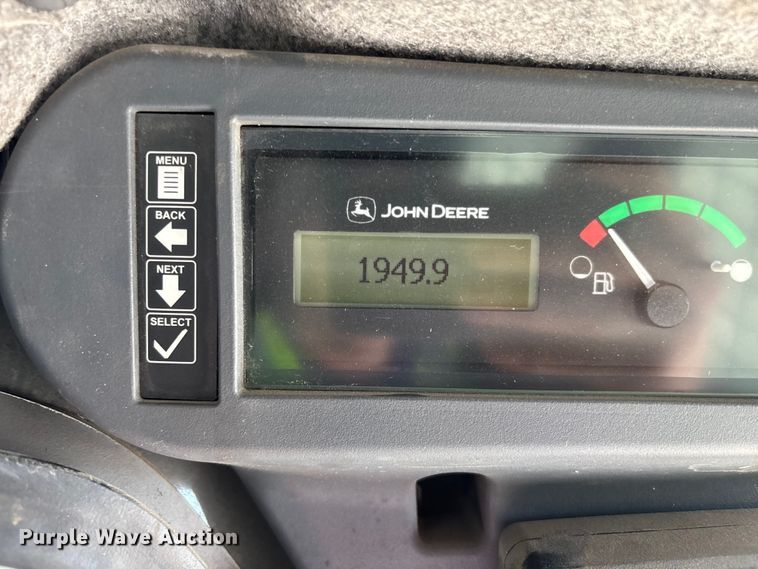 MENU
BACK
NEXT
SELECT
JOHN DEERE
1949.9
Purple Wave Auction